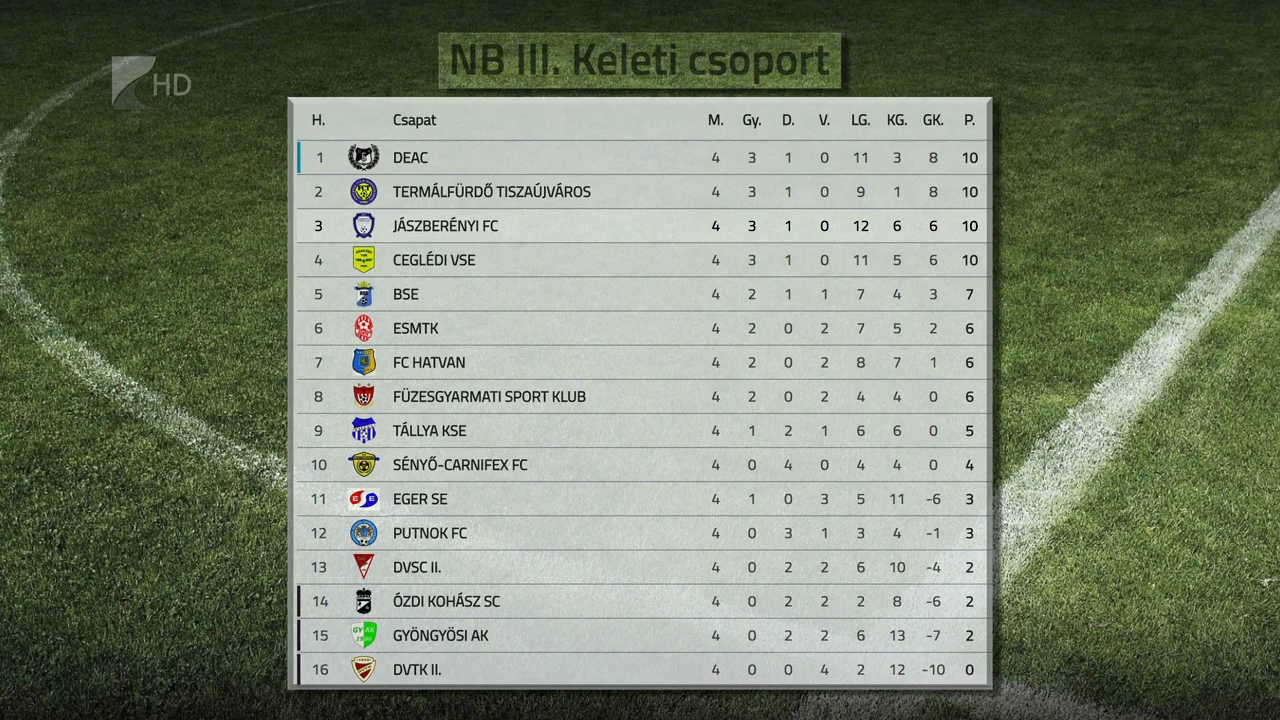 NB III. Keleti csoport
HD
H. Csapat M. Gy. D. V. LG. KG. GK. P.
1 DEAC 4 3 1 0 11 3 8 10
2 TERMÁLFÜRDŐ TISZAÚJVÁROS 4 3 1 0 9 1 8 10
3 JÁSZBERÉNYI FC 4 3 1 0 12 6 6 10
4 CEGLÉDI VSE 4 3 1 0 11 5 6 10
5 BSE 4 2 1 1 7 4 3 7
6 ESMTK 4 2 0 2 7 5 2 6
7 FC HATVAN 4 2 0 2 8 7 1 6
8 FÜZESGYARMATI SPORT KLUB 4 2 0 2 4 4 0 6
9 TÁLLYA KSE 4 1 2 1 6 6 0 5
10 SÉNYŐ-CARNIFEX FC 4 0 4 0 4 4 0 4
11 EGER SE 4 1 0 3 5 11 -6 3
12 PUTNOK FC 4 0 3 1 3 4 -1 3
13 DVSC II. 4 0 2 2 6 10 -4 2
14 ÓZDI KOHÁSZ SC 4 0 2 2 2 8 -6 2
15 GYÖNGYÖSI AK 4 0 2 2 6 13 -7 2
16 DVTK II. 4 0 0 4 2 12 -10 0